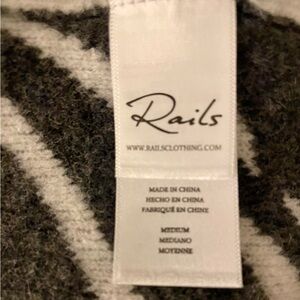 Rails
WWW.RAILSCLOTHING.COM
MADE IN CHINA
HECHO EN CHINA
FABRIQUÉ EN CHINE
MEDIUM
MEDIANO
MOYENNE